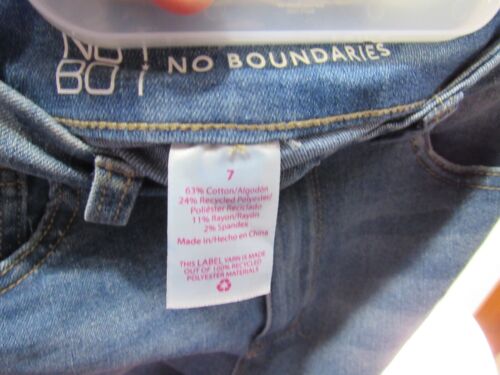 NO BOUNDARIES
7
63% Cotton/Algodón
24% Recycled Polyester/
Poliéster Reciclado
11% Rayon/Rayón
2% Spandex
Made in/Hecho en China
THIS LABEL YARN IS MADE
OUT OF 100% RECYCLED
POLYESTER MATERIALS